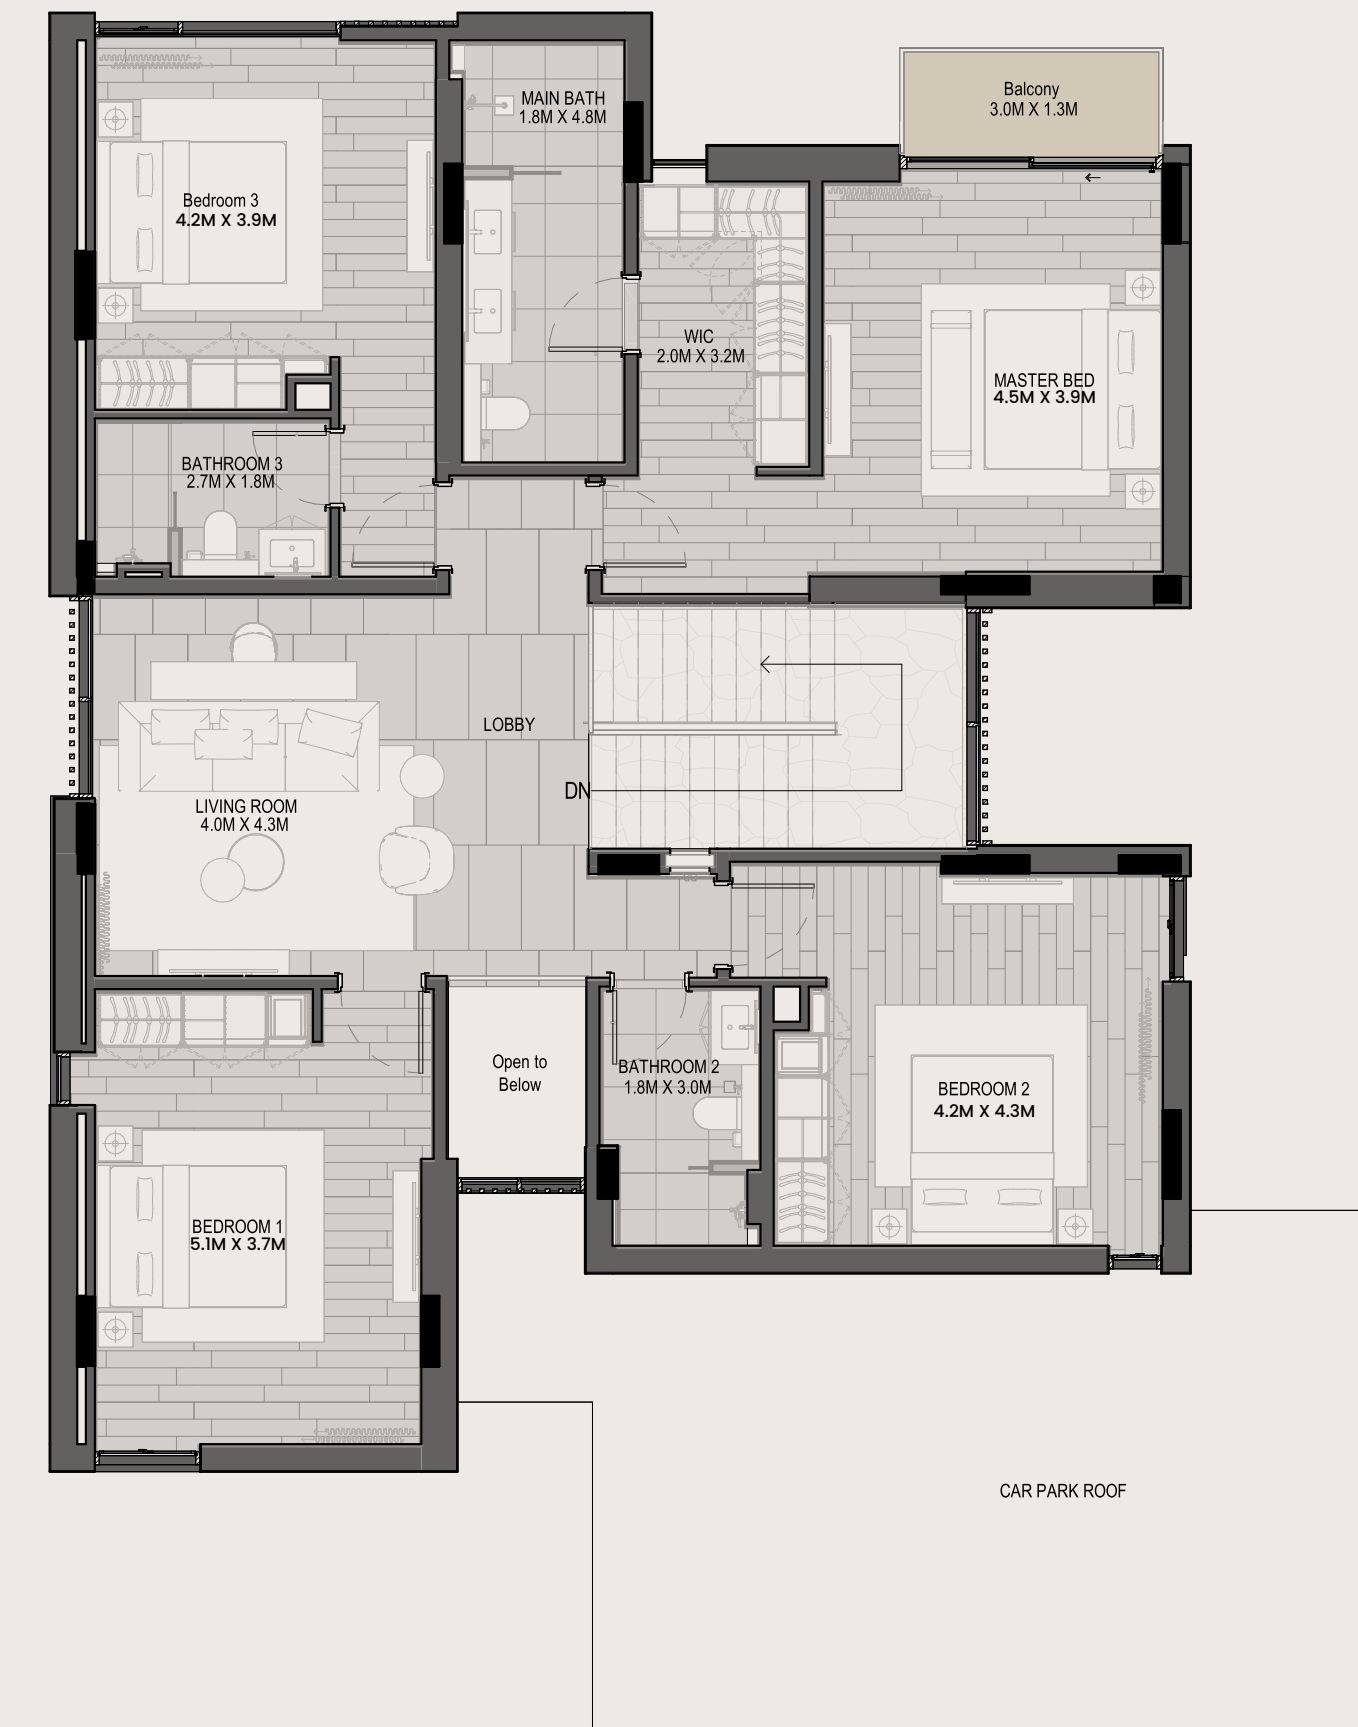 Balcony
3.0M X 1.3M
MAIN BATH
1.8M X 4.8M
Bedroom 3
4.2M X 3.9M
WIC
2.0M X 3.2M
MASTER BED
4.5M X 3.9M
BATHROOM 3
2.7M X 1.8M
LOBBY
DN
LIVING ROOM
4.0M X 4.3M
Open to
Below
BATHROOM 2
1.8M X 3.0M
BEDROOM 2
4.2M X 4.3M
BEDROOM 1
5.1M X 3.7M
CAR PARK ROOF